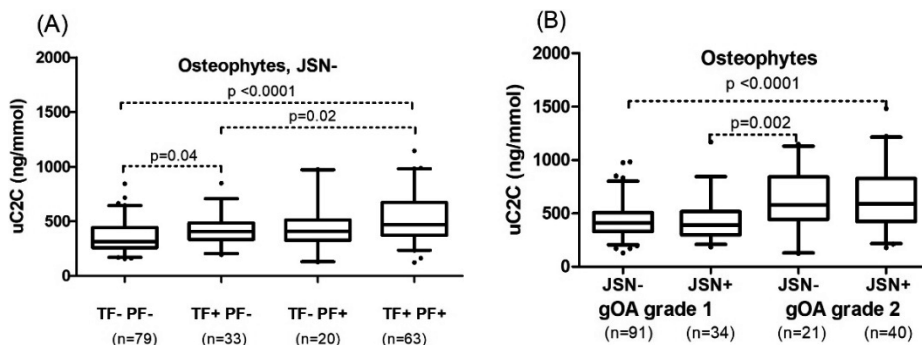 (A)
Osteophytes, JSN-
p <0.0001
p=0.02
p=0.04
uC2C (ng/mmol)
2000
1500
1000
500
0
TF- PF- TF+ PF- TF- PF+ TF+ PF+
(n=79) (n=33) (n=20) (n=63)
(B)
Osteophytes
p <0.0001
p=0.002
uC2C (ng/mmol)
2000
1500
1000
500
0
JSN- JSN+ JSN- JSN+
gOA grade 1 gOA grade 2
(n=91) (n=34) (n=21) (n=40)